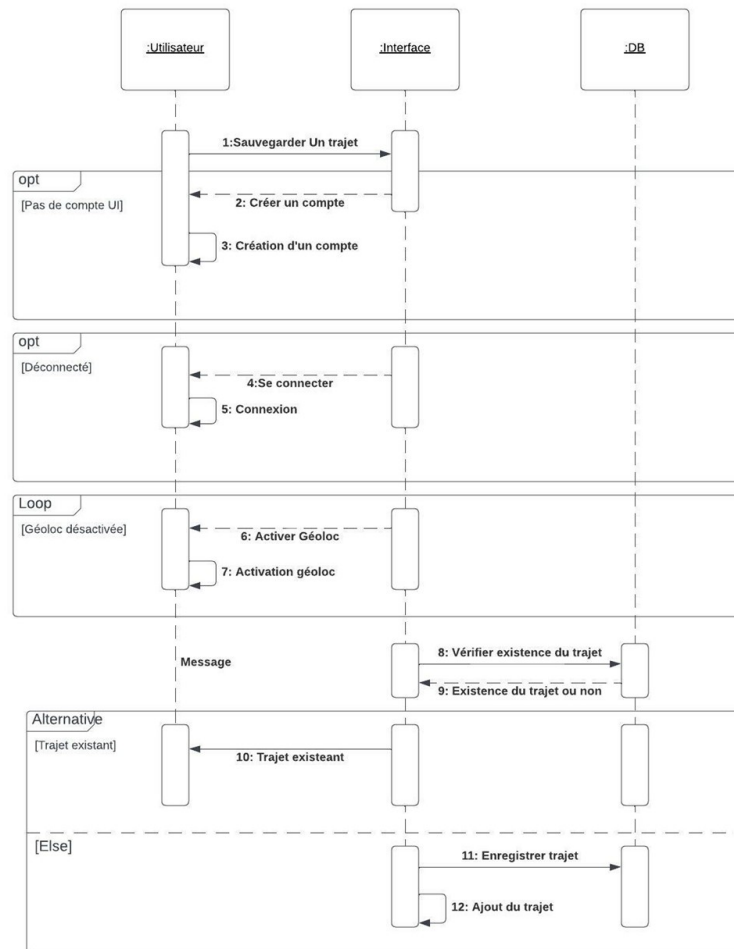 :Utilisateur
:Interface
:DB
1:Sauvegarder Un trajet
opt
[Pas de compte UI]
2: Créer un compte
3: Création d'un compte
opt
[Déconnecté]
4:Se connecter
5: Connexion
Loop
[Géoloc désactivée]
6: Activer Géoloc
7: Activation géoloc
8: Vérifier existence du trajet
Message
9: Existence du trajet ou non
Alternative
[Trajet existant]
10: Trajet existeant
[Else]
11: Enregistrer trajet
12: Ajout du trajet